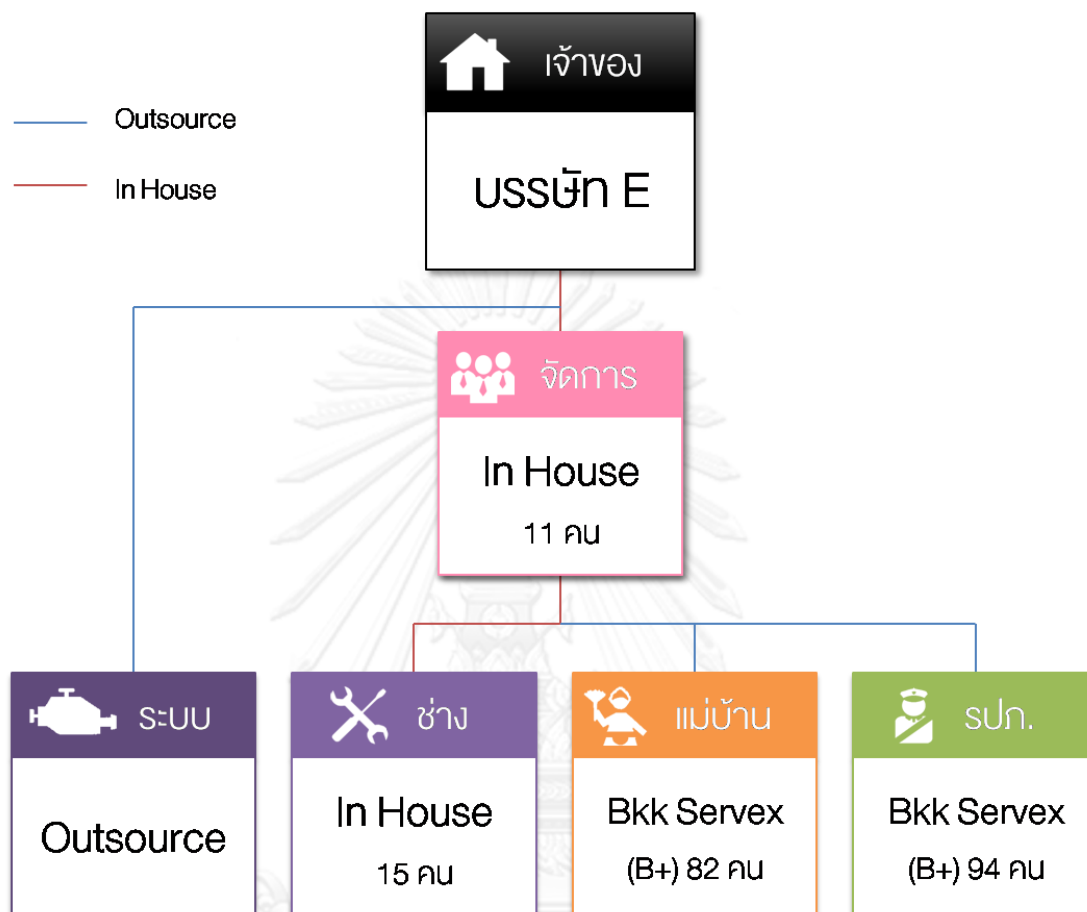 เจ้าของ
Outsource
In House
บรรษัท E
จัดการ
In House
11 คน
ระบบ
ช่าง
แม่บ้าน
รปภ.
Outsource
In House
15 คน
Bkk Servex
(B+) 82 คน
Bkk Servex
(B+) 94 คน